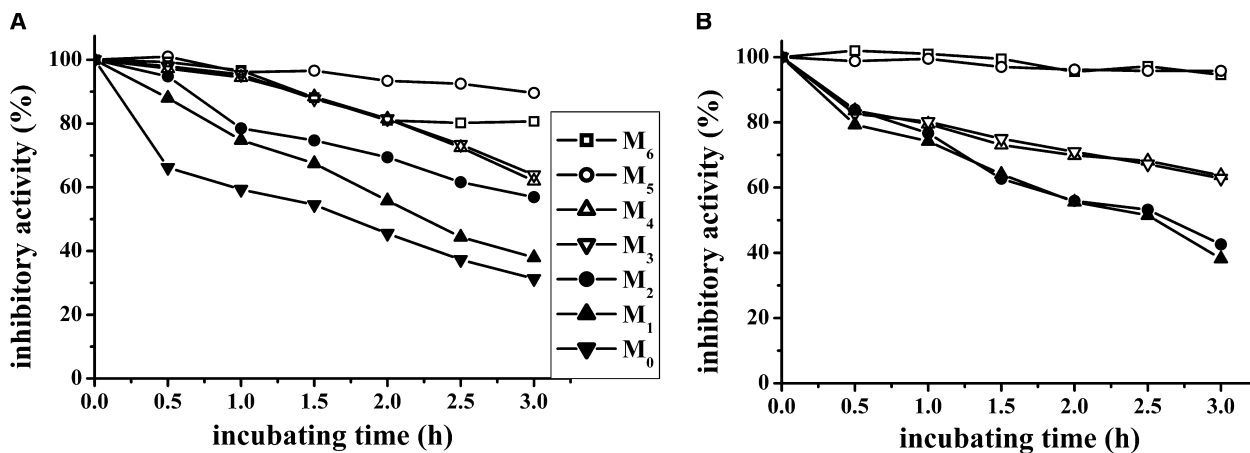 A
inhibitory activity (%)
100
80
60
40
20
0
0.0 0.5 1.0 1.5 2.0 2.5 3.0
incubating time (h)
M6
M5
M4
M3
M2
M1
M0
B
inhibitory activity (%)
100
80
60
40
20
0
0.0 0.5 1.0 1.5 2.0 2.5 3.0
incubating time (h)